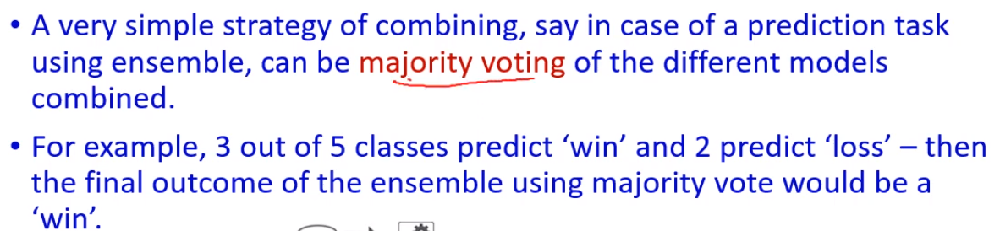 • A very simple strategy of combining, say in case of a prediction task
using ensemble, can be majority voting of the different models
combined.
• For example, 3 out of 5 classes predict ‘win’ and 2 predict ‘loss’ – then
the final outcome of the ensemble using majority vote would be a
‘win’.